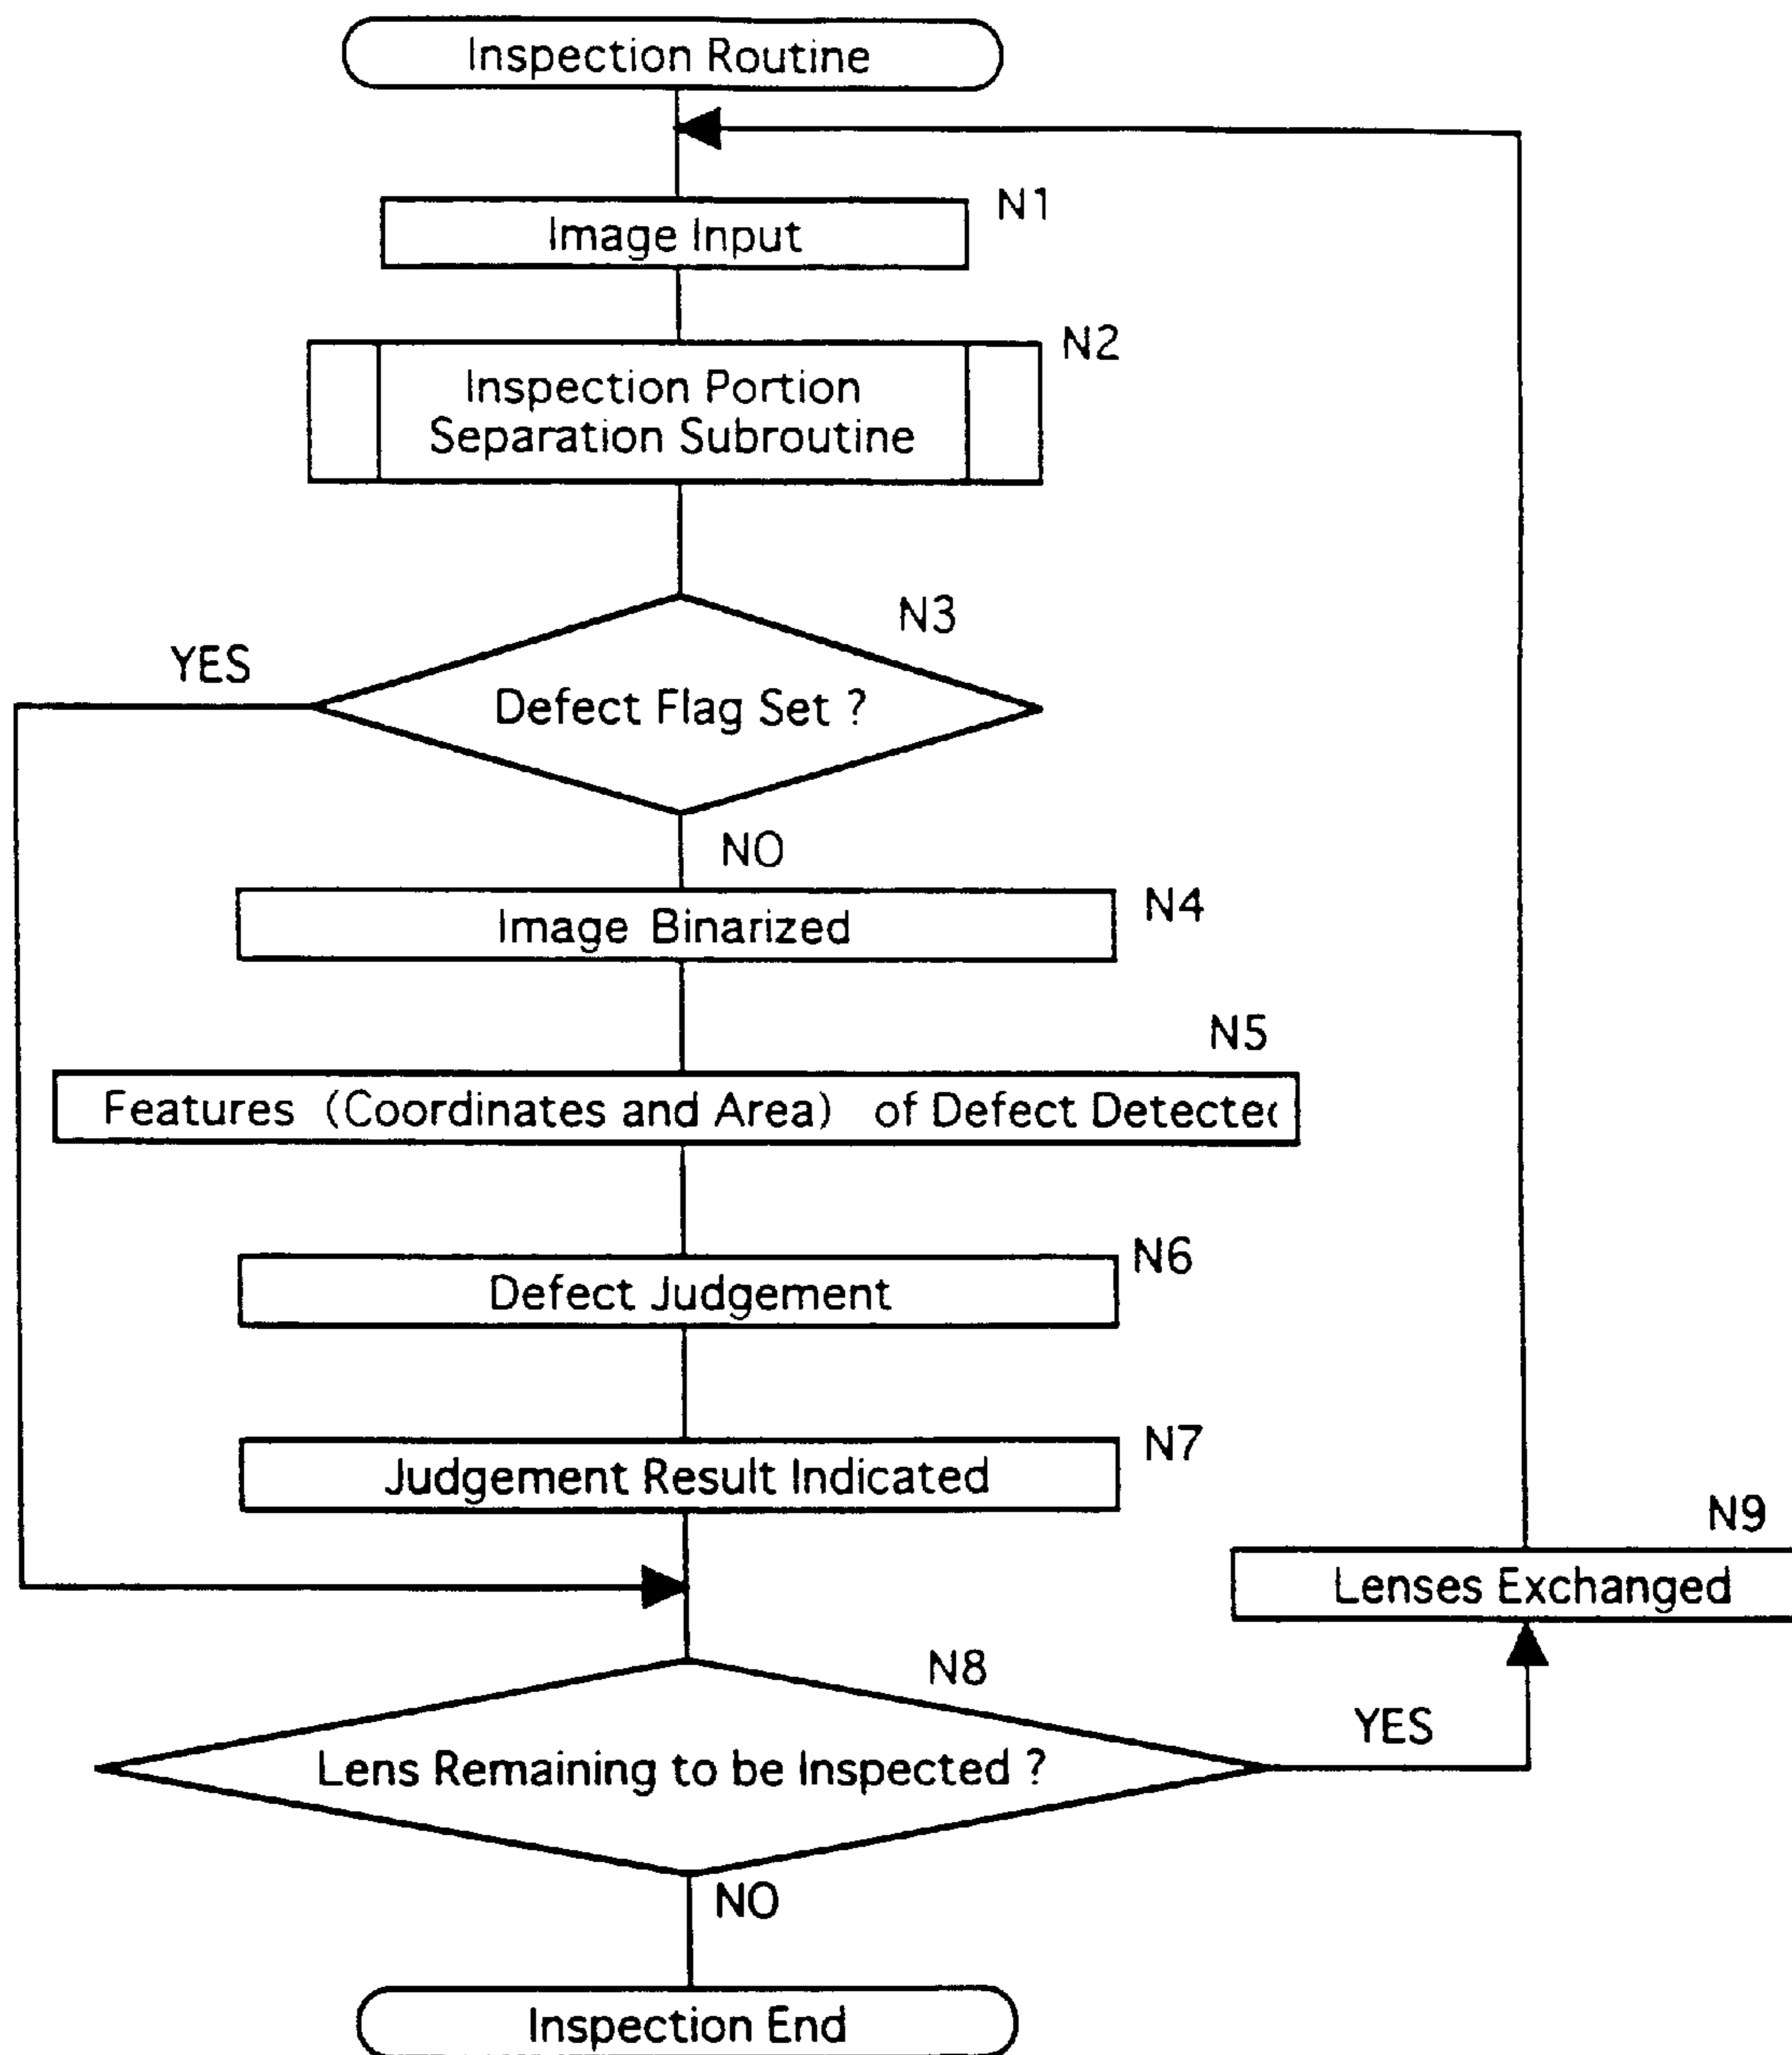 Inspection Routine
N1
Image Input
N2
Inspection Portion
Separation Subroutine
N3
YES
Defect Flag Set ?
NO
N4
Image Binarized
N5
Features (Coordinates and Area) of Defect Detected
N6
Defect Judgement
N7
Judgement Result Indicated
N9
Lenses Exchanged
N8
YES
Lens Remaining to be Inspected ?
NO
Inspection End